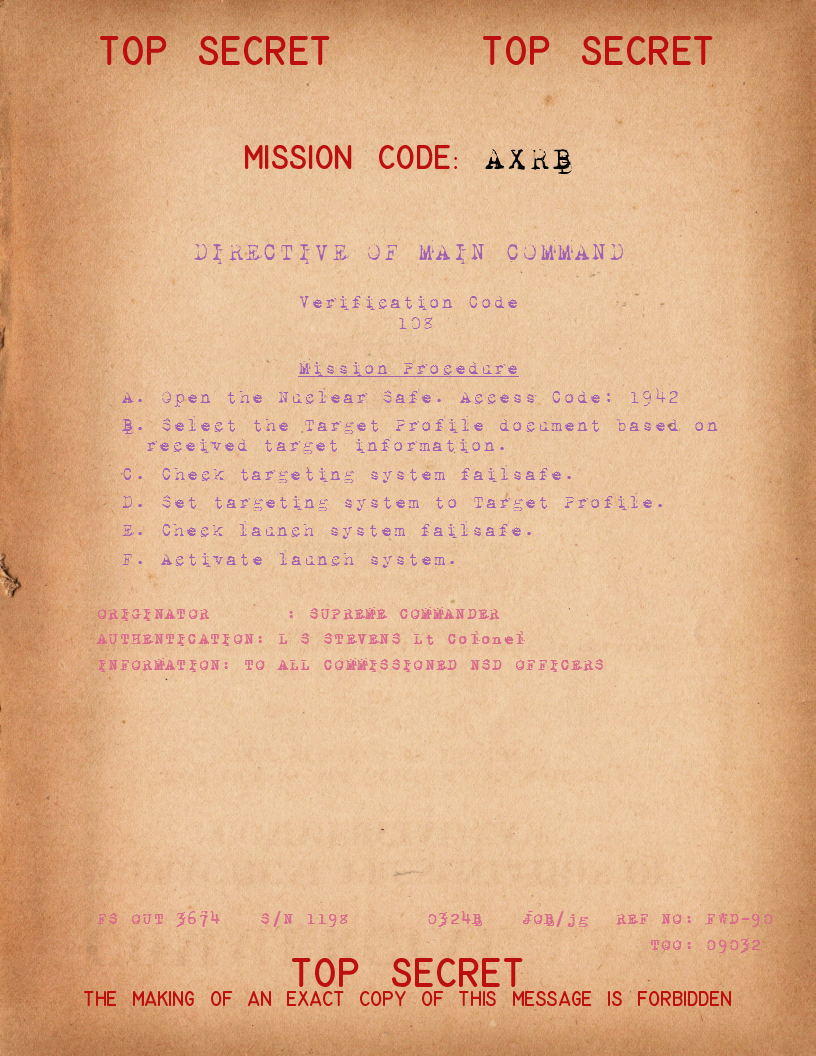 TOP SECRET TOP SECRET
MISSION CODE: AXRB
DIRECTIVE OF MAIN COMMAND
Verification Code
108
Mission Procedure
A. Open the Nuclear Safe. Access Code: 1942
B. Select the Target Profile document based on
received target information.
C. Check targeting system failsafe.
D. Set targeting system to Target Profile.
E. Check launch system failsafe.
F. Activate launch system.
ORIGINATOR : SUPREME COMMANDER
AUTHENTICATION: L S STEVENS Lt Colonel
INFORMATION: TO ALL COMMISSIONED NSD OFFICERS
FS OUT 3674 S/N 1198 0324B JOB/jg REF NO: FWD-90
TOO: 09032
TOP SECRET
THE MAKING OF AN EXACT COPY OF THIS MESSAGE IS FORBIDDEN